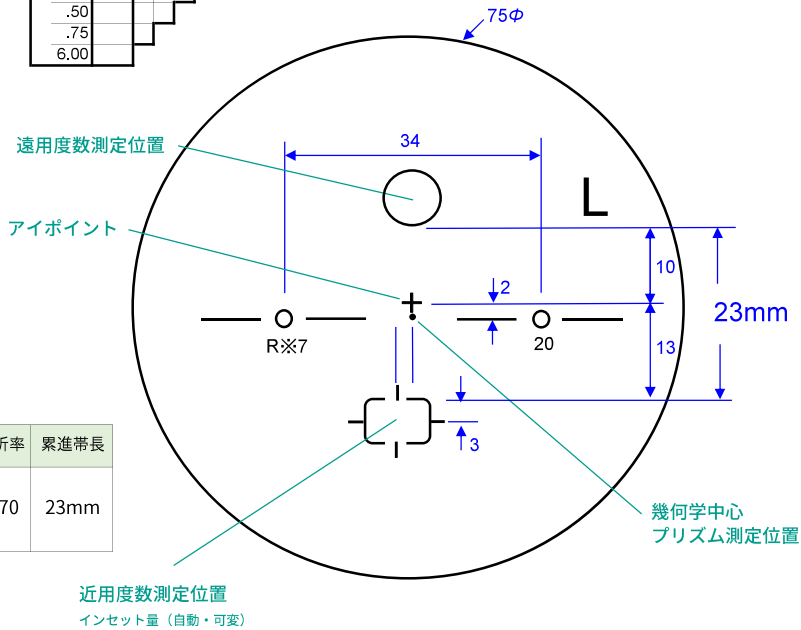 .50
.75
6.00
75Φ
遠用度数測定位置
34
L
アイポイント
10
2
23mm
R※7
20
13
3
折率
累進帯長
70
23mm
幾何学中心
プリズム測定位置
近用度数測定位置
インセット量（自動・可変）